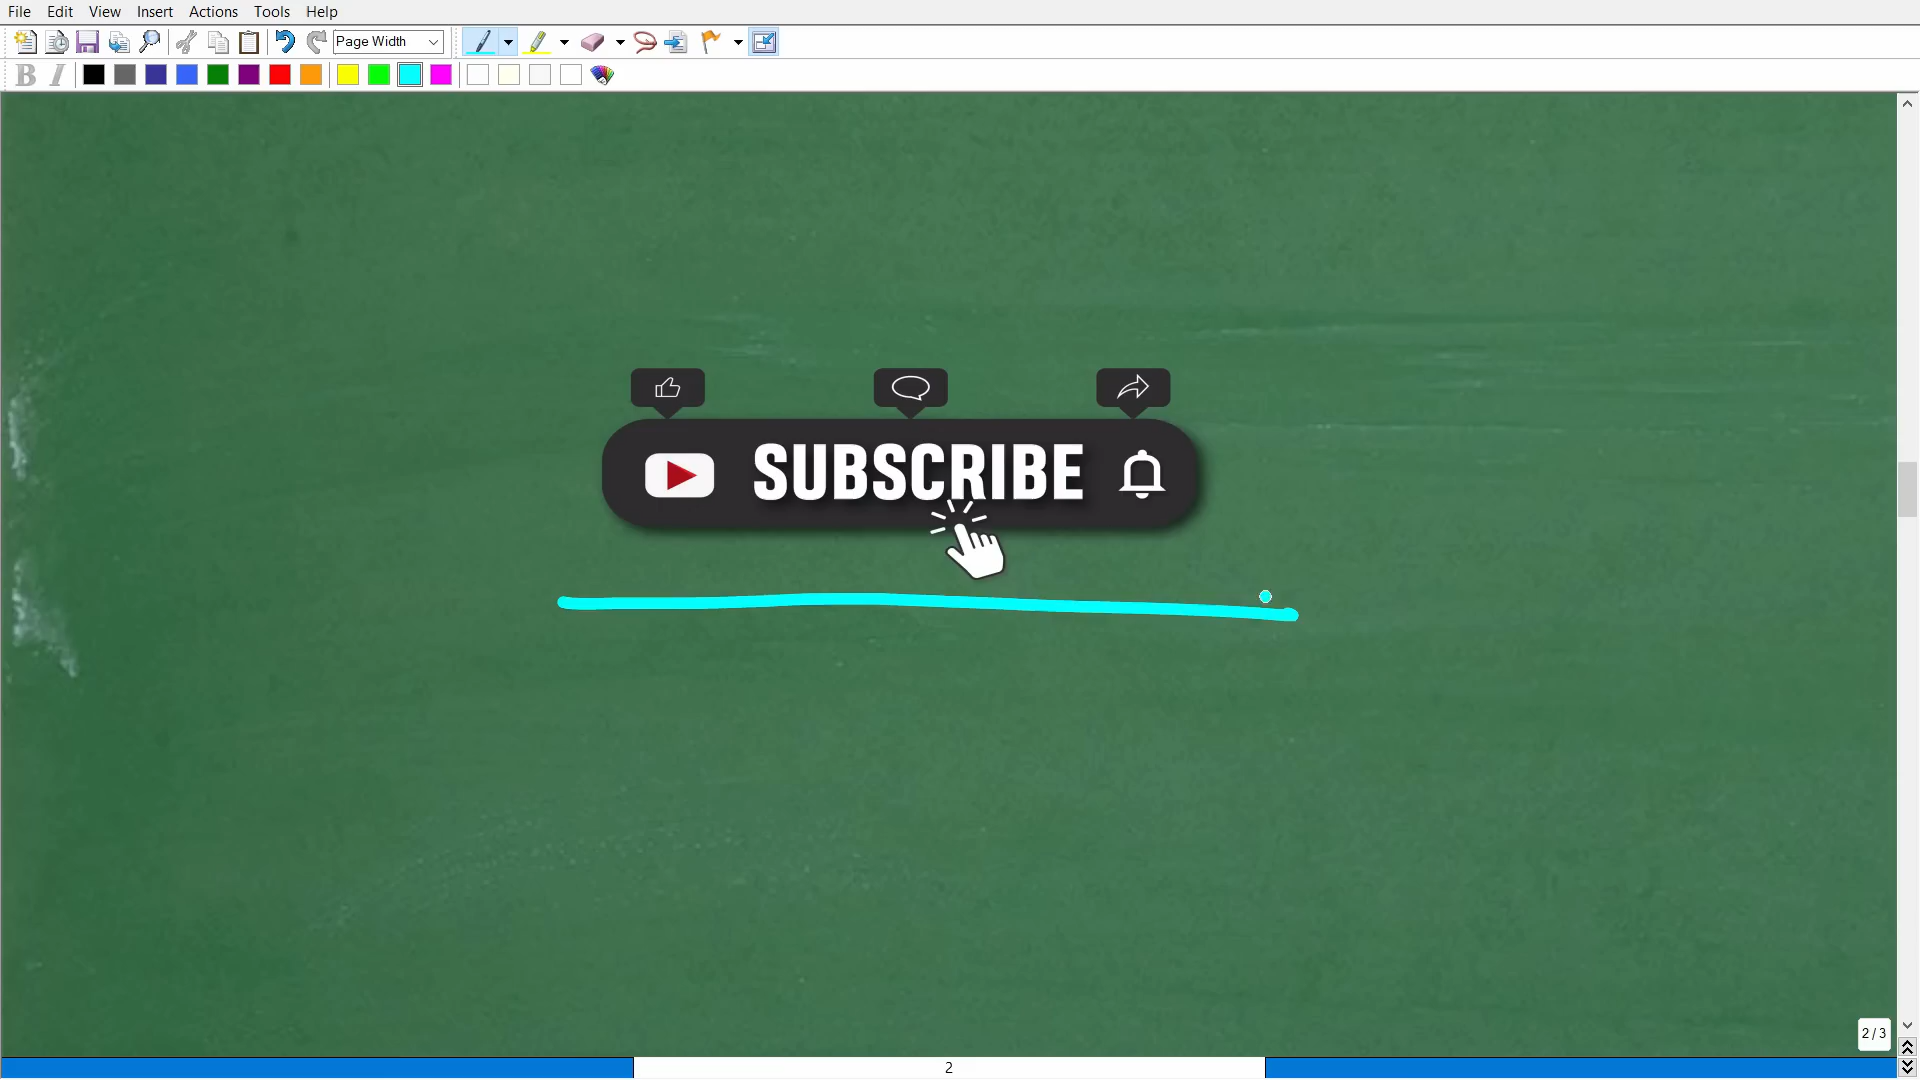 File Edit View Insert Actions Tools Help
Page Width
B I
SUBSCRIBE
2 / 3
2